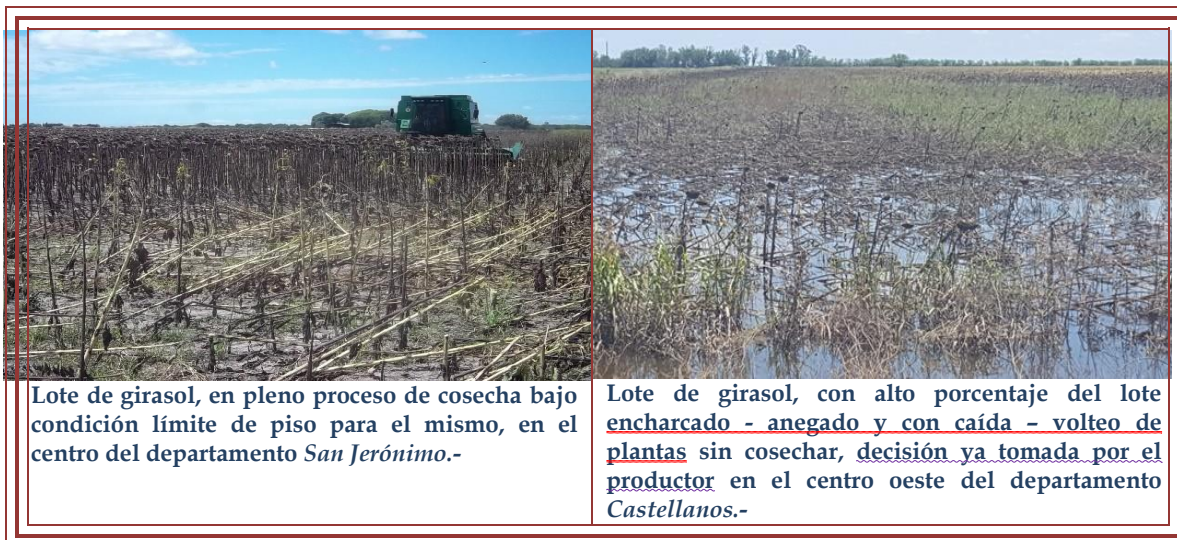 Lote de girasol, en pleno proceso de cosecha bajo
condición límite de piso para el mismo, en el
centro del departamento San Jerónimo.-
Lote de girasol, con alto porcentaje del lote
encharcado - anegado y con caída – volteo de
plantas sin cosechar, decisión ya tomada por el
productor en el centro oeste del departamento
Castellanos.-